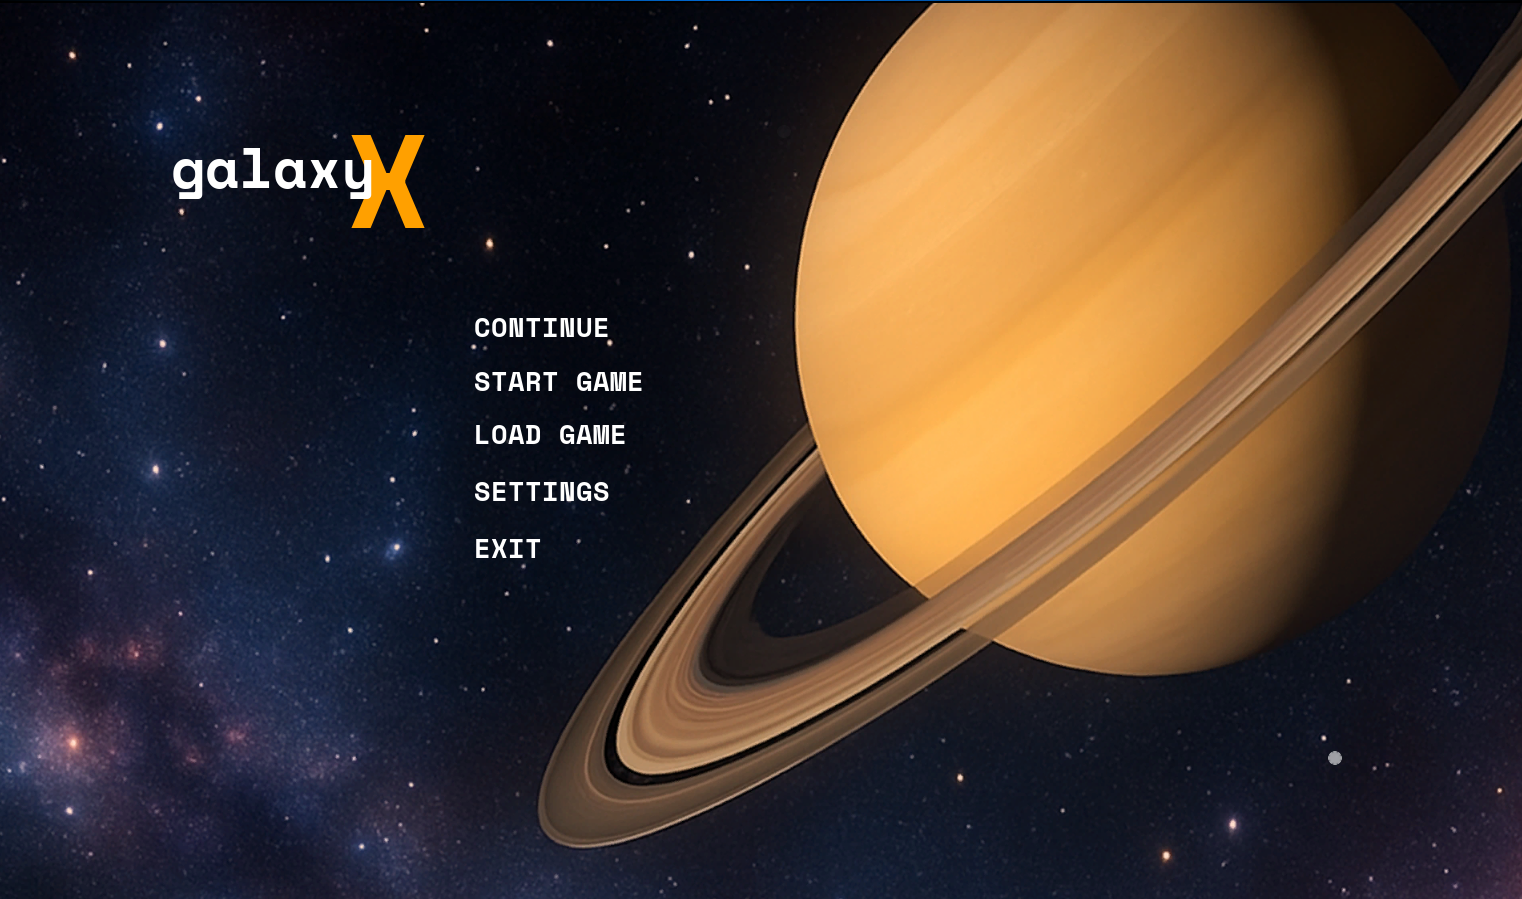 galaxyX
CONTINUE
START GAME
LOAD GAME
SETTINGS
EXIT